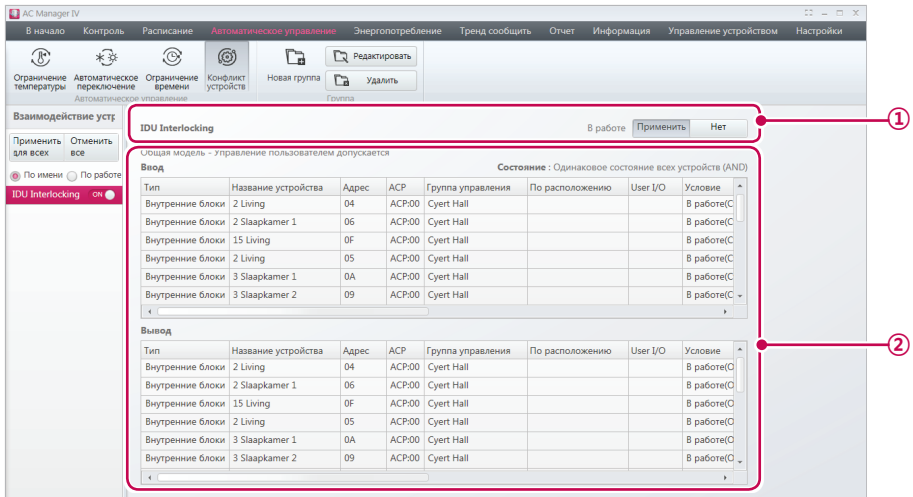 AC Manager IV
В начало Контроль Расписание Автоматическое управление Энергопотребление Тренд сообщить Отчет Информация Управление устройством Настройки
Ограничение температуры Автоматическое переключение Ограничение времени Конфликт устройств Новая группа Редактировать
Удалить
Автоматическое управление Группа
Взаимодействие устр
Применить для всех Отменить все
По имени По работе
IDU Interlocking ON
IDU Interlocking В работе Применить Нет
1
Общая модель - Управление пользователем допускается
Ввод Состояние : Одинаковое состояние всех устройств (AND)
Тип Название устройства Адрес ACP Группа управления По расположению User I/O Условие
Внутренние блоки 2 Living 04 ACP:00 Cyert Hall В работе(С
Внутренние блоки 2 Slaapkamer 1 06 ACP:00 Cyert Hall В работе(С
Внутренние блоки 15 Living 0F ACP:00 Cyert Hall В работе(С
Внутренние блоки 2 Living 05 ACP:00 Cyert Hall В работе(С
Внутренние блоки 3 Slaapkamer 1 0A ACP:00 Cyert Hall В работе(С
Внутренние блоки 3 Slaapkamer 2 09 ACP:00 Cyert Hall В работе(С
Вывод
2
Тип Название устройства Адрес ACP Группа управления По расположению User I/O Условие
Внутренние блоки 2 Living 04 ACP:00 Cyert Hall В работе(О
Внутренние блоки 2 Slaapkamer 1 06 ACP:00 Cyert Hall В работе(О
Внутренние блоки 15 Living 0F ACP:00 Cyert Hall В работе(О
Внутренние блоки 2 Living 05 ACP:00 Cyert Hall В работе(О
Внутренние блоки 3 Slaapkamer 1 0A ACP:00 Cyert Hall В работе(О
Внутренние блоки 3 Slaapkamer 2 09 ACP:00 Cyert Hall В работе(О